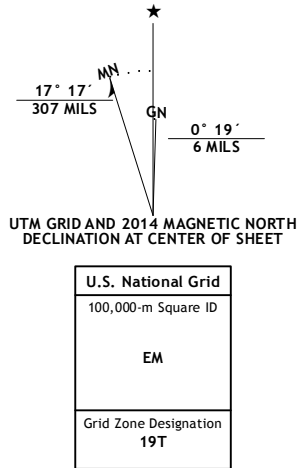 ★
MN
17° 17´
307 MILS
GN
0° 19´
6 MILS
UTM GRID AND 2014 MAGNETIC NORTH
DECLINATION AT CENTER OF SHEET
U.S. National Grid
100,000-m Square ID
EM
Grid Zone Designation
19T